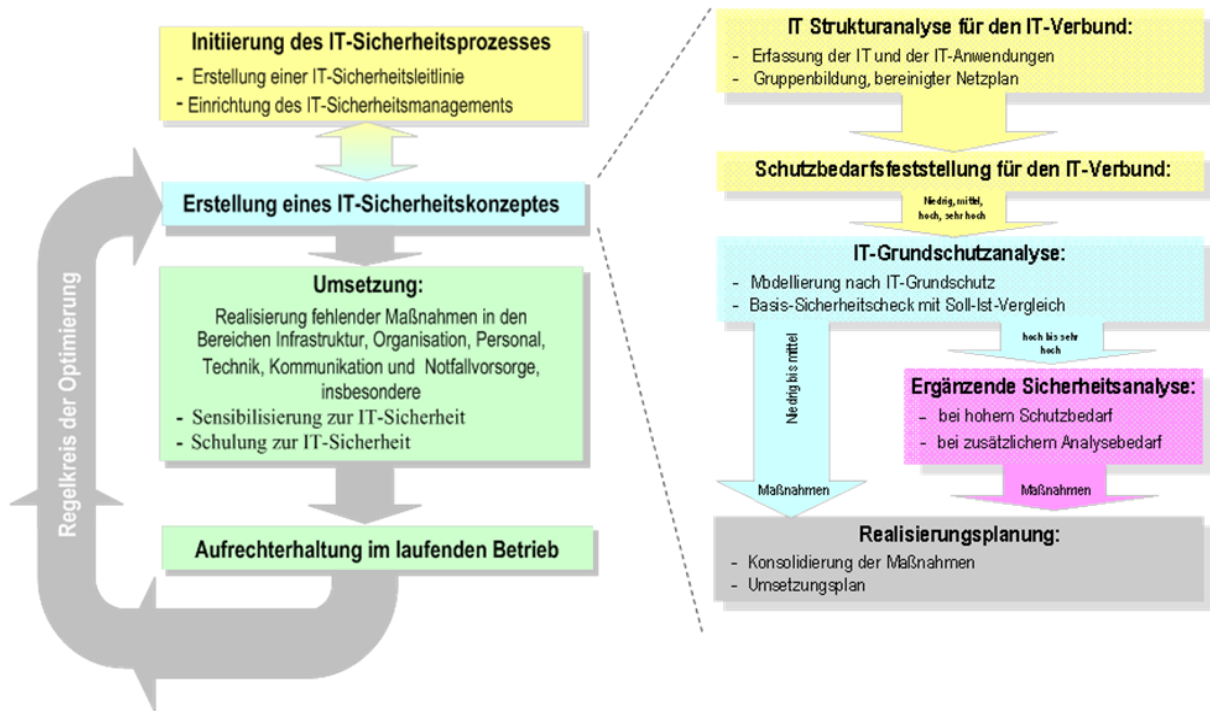 Initiierung des IT-Sicherheitsprozesses
- Erstellung einer IT-Sicherheitsleitlinie
- Einrichtung des IT-Sicherheitsmanagements
Erstellung eines IT-Sicherheitskonzeptes
Umsetzung:
Realisierung fehlender Maßnahmen in den
Bereichen Infrastruktur, Organisation, Personal,
Technik, Kommunikation und Notfallvorsorge,
insbesondere
- Sensibilisierung zur IT-Sicherheit
- Schulung zur IT-Sicherheit
Aufrechterhaltung im laufenden Betrieb
Regelkreis der Optimierung
IT Strukturanalyse für den IT-Verbund:
- Erfassung der IT und der IT-Anwendungen
- Gruppenbildung, bereinigter Netzplan
Schutzbedarfsfeststellung für den IT-Verbund:
Niedrig, mittel,
hoch, sehr hoch
IT-Grundschutzanalyse:
- Modellierung nach IT-Grundschutz
- Basis-Sicherheitscheck mit Soll-Ist-Vergleich
Niedrig bis mittel
hoch bis sehr
hoch
Ergänzende Sicherheitsanalyse:
- bei hohem Schutzbedarf
- bei zusätzlichem Analysebedarf
Maßnahmen
Maßnahmen
Realisierungsplanung:
- Konsolidierung der Maßnahmen
- Umsetzungsplan